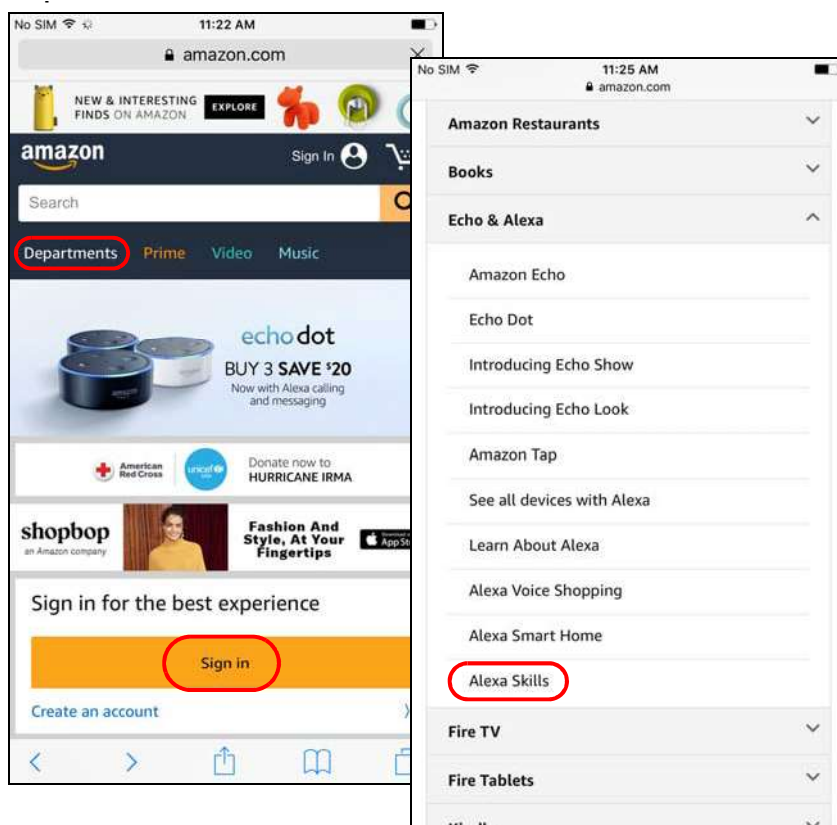 No SIM 11:22 AM
amazon.com
NEW & INTERESTING
FINDS ON AMAZON
EXPLORE
amazon
Sign In
Search
Departments Prime Video Music
echo dot
BUY 3 SAVE $20
Now with Alexa calling
and messaging
American
Red Cross
unicef
Donate now to
HURRICANE IRMA
shopbop
an Amazon company
Fashion And
Style, At Your
Fingertips
Sign in for the best experience
Sign in
Create an account
No SIM 11:25 AM
amazon.com
Amazon Restaurants
Books
Echo & Alexa
Amazon Echo
Echo Dot
Introducing Echo Show
Introducing Echo Look
Amazon Tap
See all devices with Alexa
Learn About Alexa
Alexa Voice Shopping
Alexa Smart Home
Alexa Skills
Fire TV
Fire Tablets